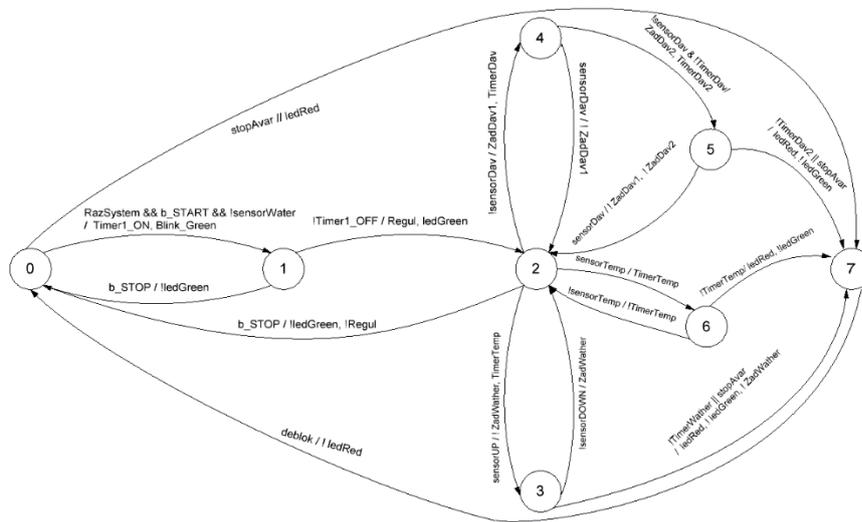 4
!sensorDav & !TimerDav/
ZadDav2, TimerDav2
stopAvar // ledRed
!sensorDav / ZadDav1, TimerDav
sensorDav / ! ZadDav1
5
!TimerDav2 || stopAvar
/ ledRed, ! ledGreen
sensorDav / ! ZadDav1, ! ZadDav2
RazSystem && b_START && !sensorWater
/ Timer1_ON, Blink_Green
!Timer1_OFF / Regul, ledGreen
0
1
2
7
sensorTemp / TimerTemp
!TimerTemp/ ledRed, !ledGreen
b_STOP / !ledGreen
!sensorTemp / !TimerTemp
6
b_STOP / !ledGreen, !Regul
sensorUP / ! ZadWather, TimerTemp
!sensorDOWN / ZadWather
!TimerWather || stopAvar
/ ledRed, ! ledGreen, ! ZadWather
deblok / ! ledRed
3